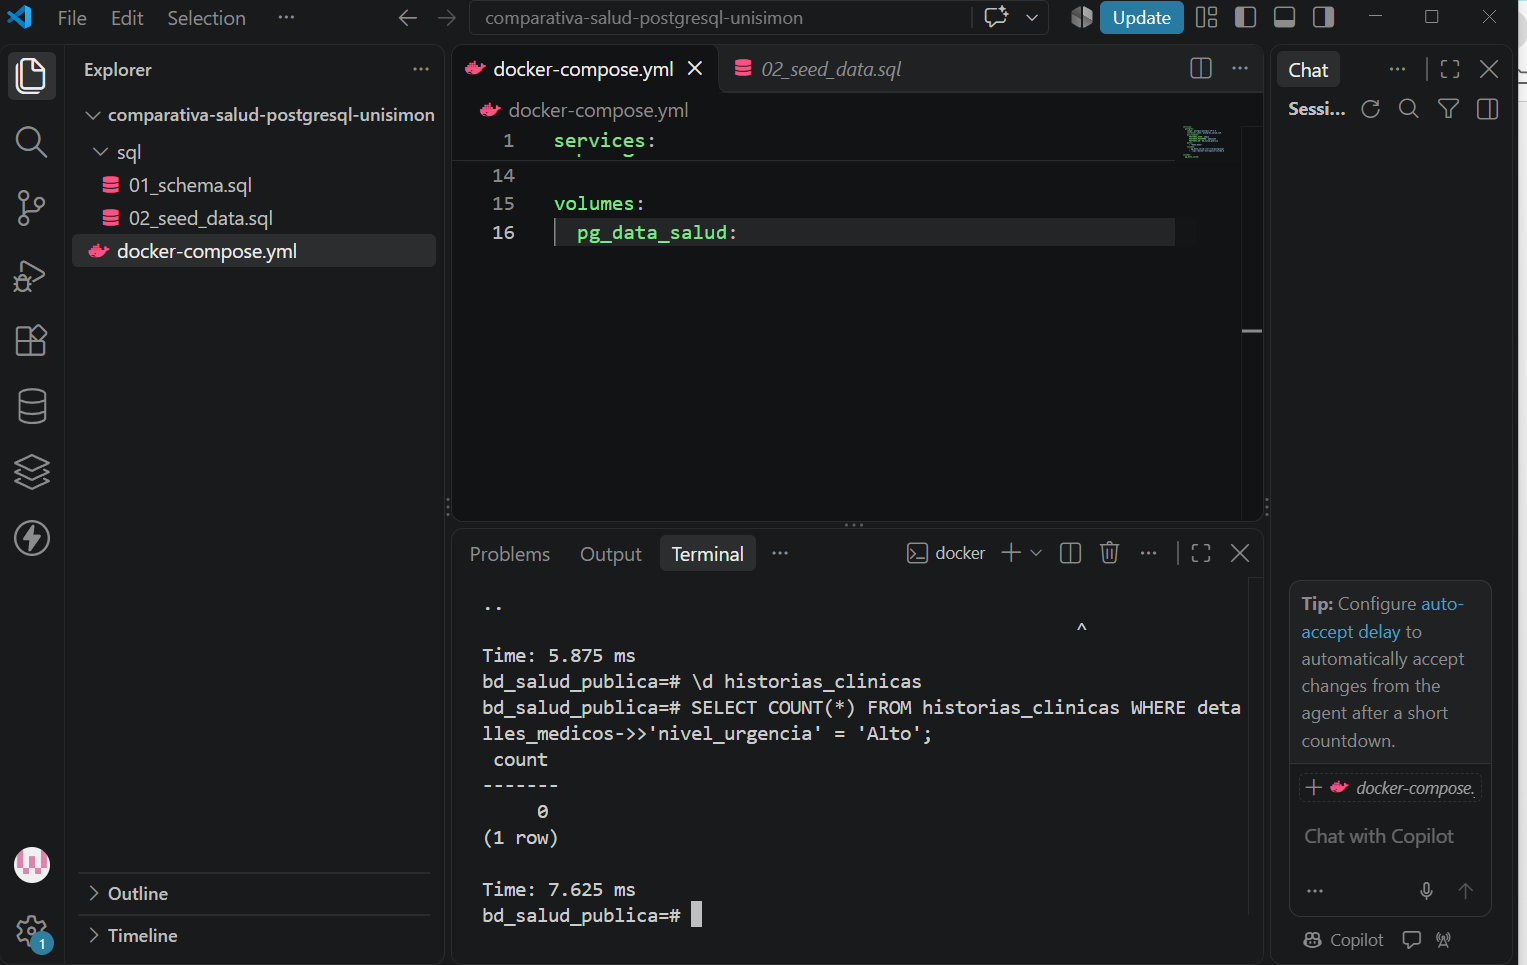 File Edit Selection ···
comparativa-salud-postgresql-unisimon
Update
Explorer ···
comparativa-salud-postgresql-unisimon
sql
01_schema.sql
02_seed_data.sql
docker-compose.yml
Outline
Timeline
1
docker-compose.yml 02_seed_data.sql ···
docker-compose.yml
1 services:
14
15 volumes:
16 pg_data_salud:
Problems Output Terminal ··· docker ···
..
^
Time: 5.875 ms
bd_salud_publica=# \d historias_clinicas
bd_salud_publica=# SELECT COUNT(*) FROM historias_clinicas WHERE deta
lles_medicos->>'nivel_urgencia' = 'Alto';
count
-------
0
(1 row)
Time: 7.625 ms
bd_salud_publica=#
Chat ···
Sessi...
Tip: Configure auto-
accept delay to
automatically accept
changes from the
agent after a short
countdown.
docker-compose.
Chat with Copilot
···
Copilot